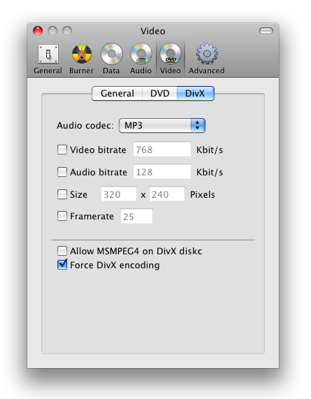 Video
General Burner Data Audio Video Advanced
General DVD DivX
Audio codec: MP3
Video bitrate 768 Kbit/s
Audio bitrate 128 Kbit/s
Size 320 x 240 Pixels
Framerate 25
Allow MSMPEG4 on DivX diskc
Force DivX encoding